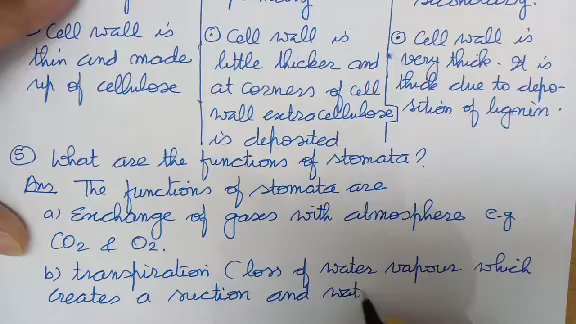 • Cell wall is
thin and made
up of cellulose
• Cell wall is
little thicker and
at corners of cell
wall extracellulose
is deposited
• Cell wall is
very thick. It is
thick due to depo-
sition of ligonin.
⑤ What are the functions of stomata?
Ans The functions of stomata are
a) Exchange of gases with atmosphere e.g
CO2 & O2.
b) transpiration (loss of water vapour which
creates a suction and wat